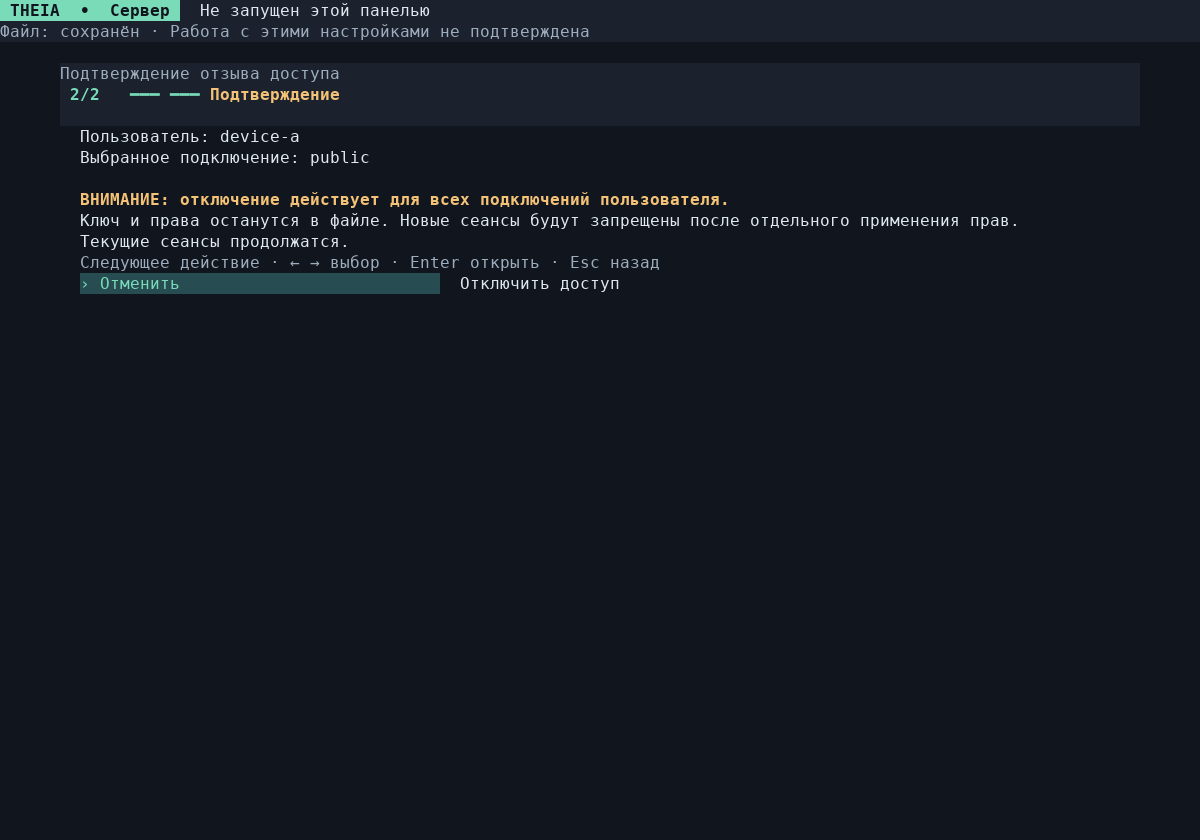 THEIA • Сервер Не запущен этой панелью
Файл: сохранён · Работа с этими настройками не подтверждена
Подтверждение отзыва доступа
2/2 ━━━ ━━━ Подтверждение
Пользователь: device-a
Выбранное подключение: public
ВНИМАНИЕ: отключение действует для всех подключений пользователя.
Ключ и права останутся в файле. Новые сеансы будут запрещены после отдельного применения прав.
Текущие сеансы продолжатся.
Следующее действие · ← → выбор · Enter открыть · Esc назад
› Отменить Отключить доступ